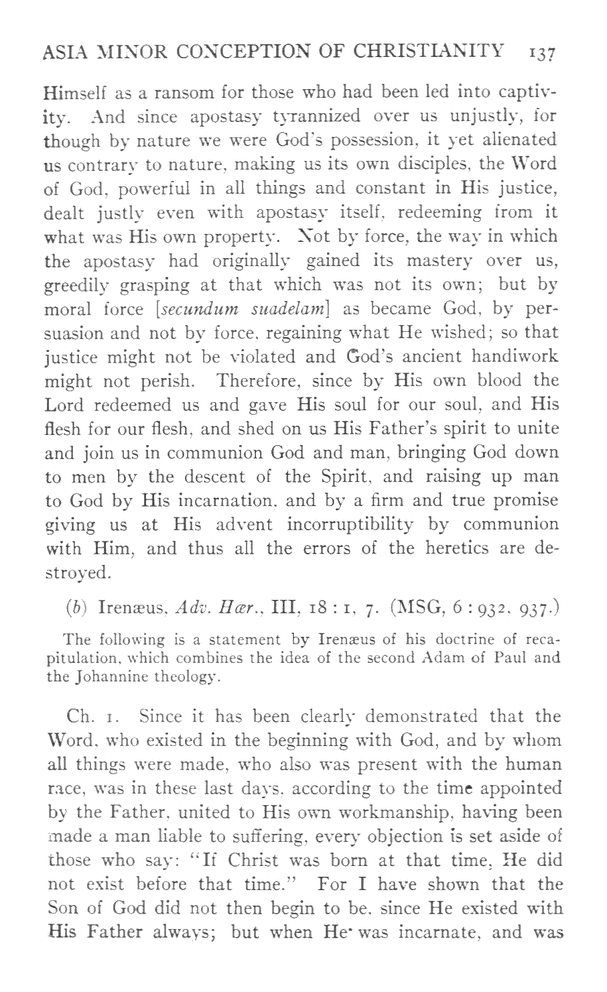 ASIA MINOR CONCEPTION OF CHRISTIANITY 137
Himself as a ransom for those who had been led into captiv-
ity. And since apostasy tyrannized over us unjustly, for
though by nature we were God's possession, it yet alienated
us contrary to nature, making us its own disciples, the Word
of God, powerful in all things and constant in His justice,
dealt justly even with apostasy itself, redeeming from it
what was His own property. Not by force, the way in which
the apostasy had originally gained its mastery over us,
greedily grasping at that which was not its own; but by
moral force [secundum suadelam] as became God, by per-
suasion and not by force, regaining what He wished; so that
justice might not be violated and God's ancient handiwork
might not perish. Therefore, since by His own blood the
Lord redeemed us and gave His soul for our soul, and His
flesh for our flesh, and shed on us His Father's spirit to unite
and join us in communion God and man, bringing God down
to men by the descent of the Spirit, and raising up man
to God by His incarnation, and by a firm and true promise
giving us at His advent incorruptibility by communion
with Him, and thus all the errors of the heretics are de-
stroyed.
(b) Irenæus, Adv. Hær., III, 18 : 1, 7. (MSG, 6 : 932, 937.)
The following is a statement by Irenæus of his doctrine of reca-
pitulation, which combines the idea of the second Adam of Paul and
the Johannine theology.
Ch. 1. Since it has been clearly demonstrated that the
Word, who existed in the beginning with God, and by whom
all things were made, who also was present with the human
race, was in these last days, according to the time appointed
by the Father, united to His own workmanship, having been
made a man liable to suffering, every objection is set aside of
those who say: "If Christ was born at that time, He did
not exist before that time." For I have shown that the
Son of God did not then begin to be, since He existed with
His Father always; but when He was incarnate, and was